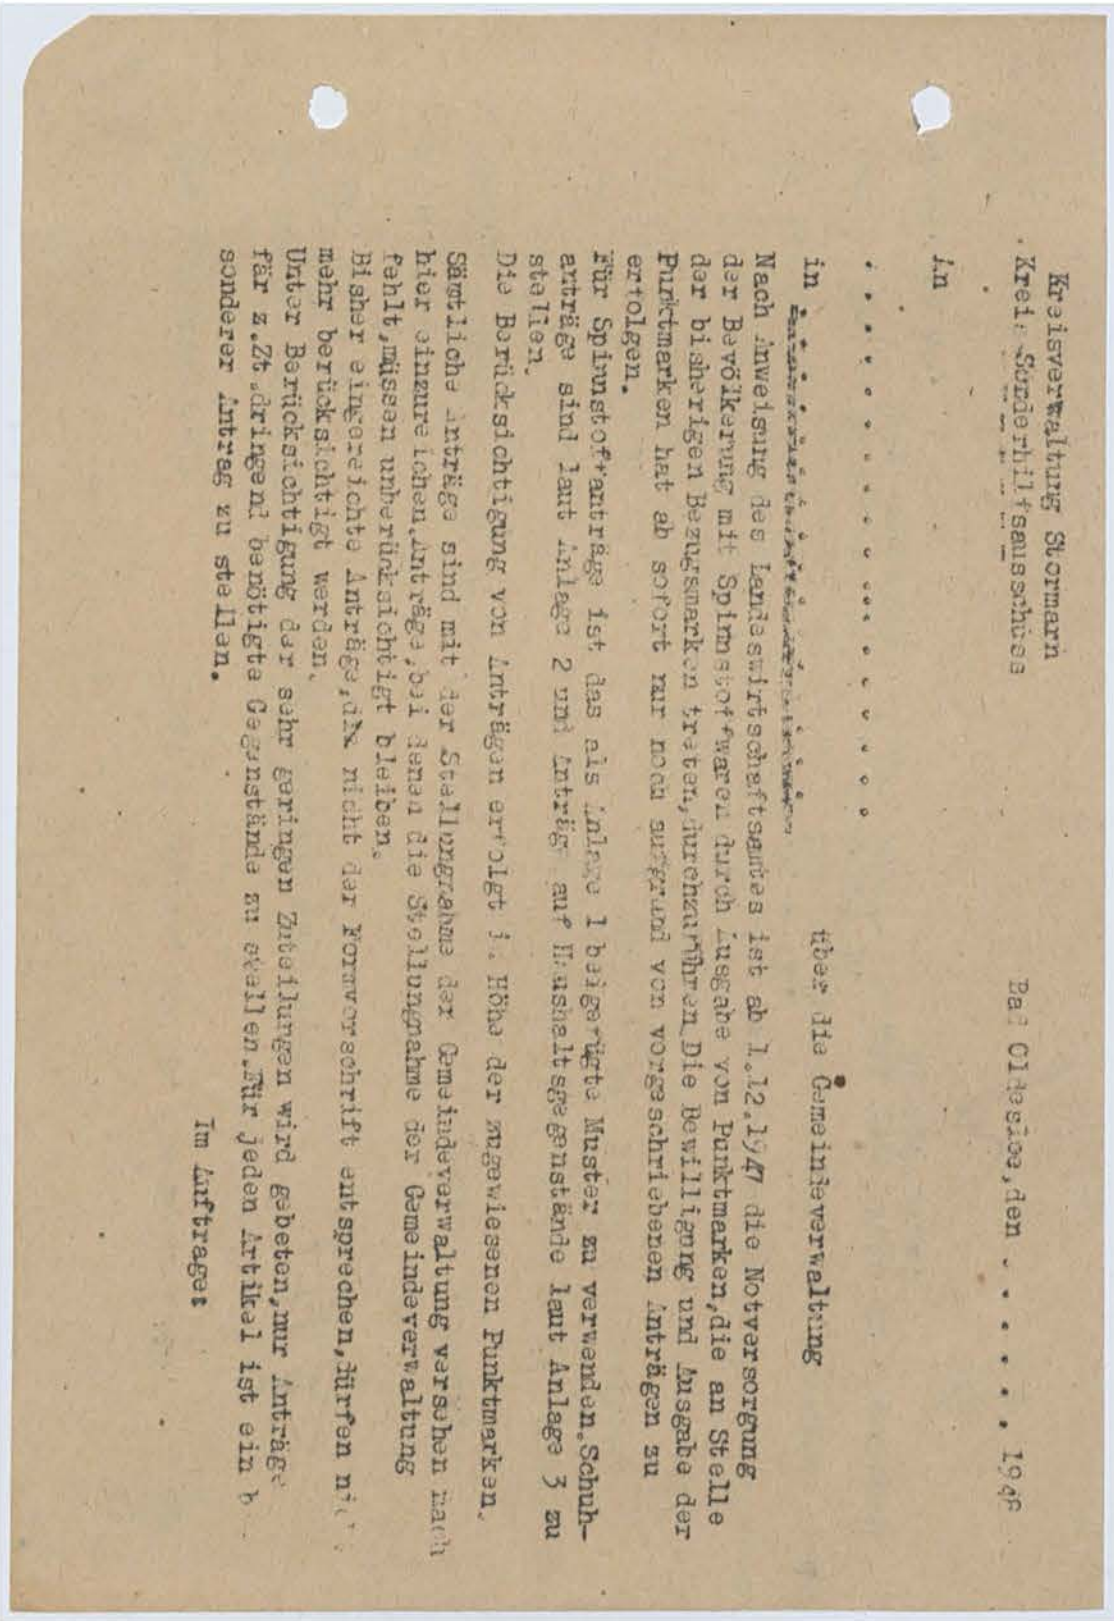 Kreisverwaltung Stormarn
Kreis-Sonderhilfsausschuss
Bad Oldesloe,den . . . . . . 1948
An
. . . . . . . . . . . . . . . . . .
in . . . . . . . . . über die Gemeindeverwaltung
Nach Anweisung des Landeswirtschaftsamtes ist ab 1.12.1947 die Notversorgung
der Bevölkerung mit Spinnstoffwaren durch Ausgabe von Punktmarken,die an Stelle
der bisherigen Bezugsmarken treten,durchzuführen.Die Bewilligung und Ausgabe der
Punktmarken hat ab sofort nur noch aufgrund von vorgeschriebenen Anträgen zu
erfolgen.
Für Spinnstoffanträge ist das als Anlage 1 beigefügte Muster zu verwenden.Schuh-
anträge sind laut Anlage 2 und Anträge auf Haushaltsgegenstände laut Anlage 3 zu
stellen.
Die Berücksichtigung von Anträgen erfolgt i. Höhe der zugewiesenen Punktmarken.
Sämtliche Anträge sind mit der Stellungnahme der Gemeindeverwaltung versehen nach
hier einzureichen.Anträge,bei denen die Stellungnahme der Gemeindeverwaltung
fehlt,müssen unberücksichtigt bleiben.
Bisher eingereichte Anträge,die nicht der Formvorschrift entsprechen,dürfen
mehr berücksichtigt werden.
Unter Berücksichtigung der sehr geringen Zuteilungen wird gebeten,nur Anträge
fär z.Zt.dringend benötigte Gegenstände zu stellen.Für jeden Artikel ist ein
sonderer Antrag zu stellen.
Im Auftrage: